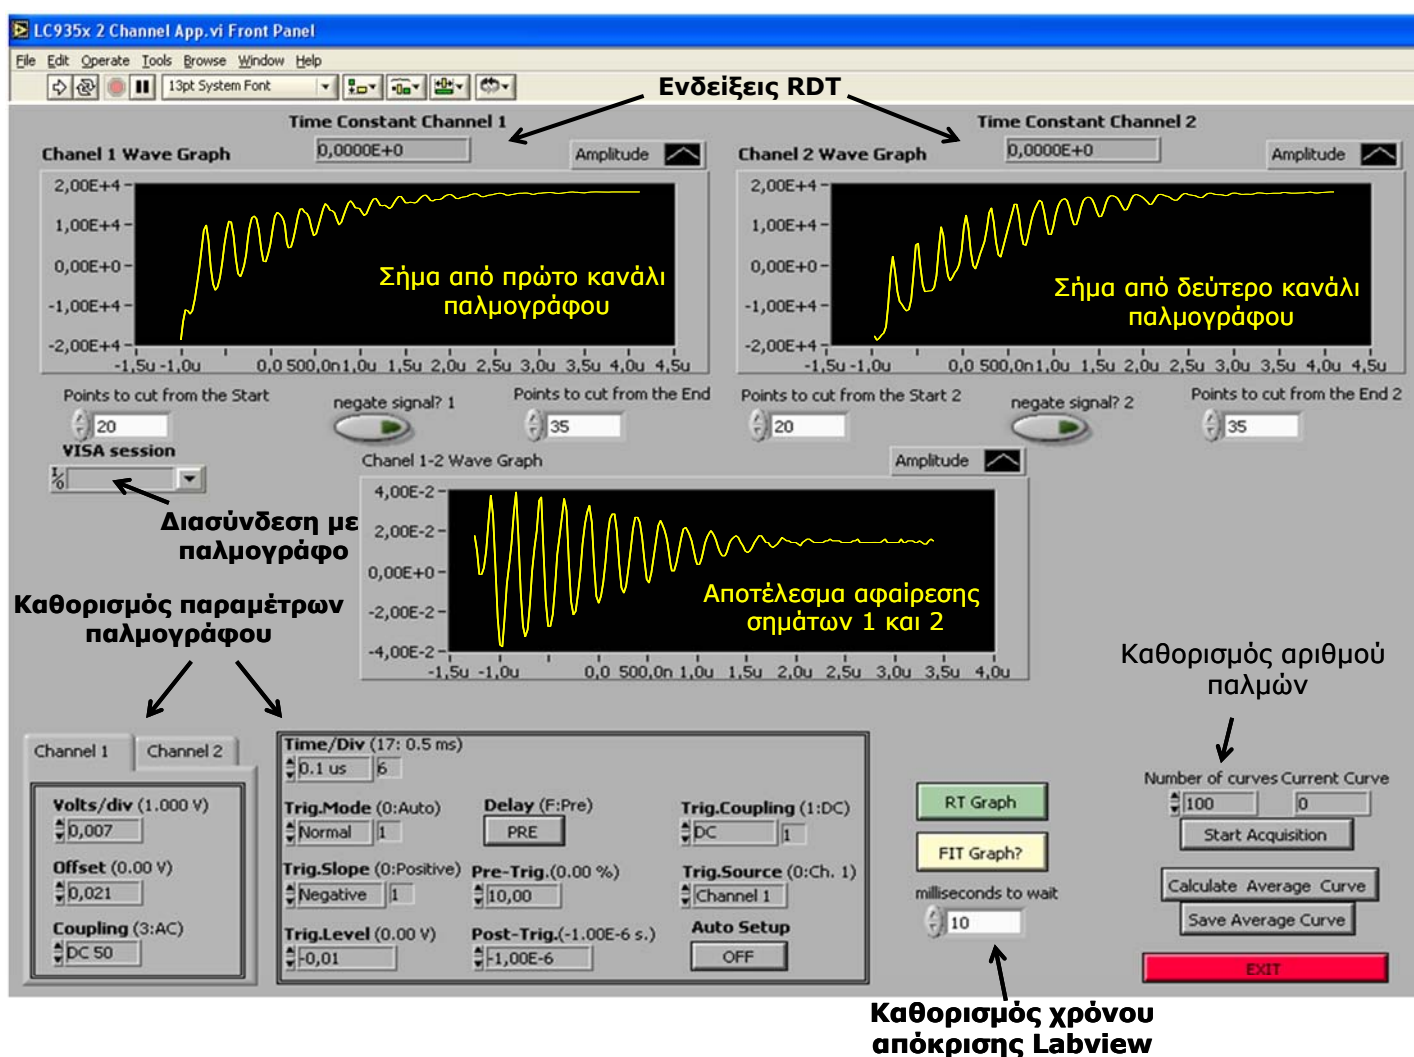 LC935x 2 Channel App.vi Front Panel
File Edit Operate Tools Browse Window Help
13pt System Font
Ενδείξεις RDT
Time Constant Channel 1
0,0000E+0
Chanel 1 Wave Graph
Amplitude
2,00E+4
1,00E+4
0,00E+0
-1,00E+4
-2,00E+4
Σήμα από πρώτο κανάλι
παλμογράφου
-1,5u -1,0u 0,0 500,0n 1,0u 1,5u 2,0u 2,5u 3,0u 3,5u 4,0u 4,5u
Time Constant Channel 2
0,0000E+0
Chanel 2 Wave Graph
Amplitude
2,00E+4
1,00E+4
0,00E+0
-1,00E+4
-2,00E+4
Σήμα από δεύτερο κανάλι
παλμογράφου
-1,5u -1,0u 0,0 500,0n 1,0u 1,5u 2,0u 2,5u 3,0u 3,5u 4,0u 4,5u
Points to cut from the Start
20
negate signal? 1
Points to cut from the End
35
Points to cut from the Start 2
20
negate signal? 2
Points to cut from the End 2
35
VISA session
I/O
Διασύνδεση με
παλμογράφο
Chanel 1-2 Wave Graph
Amplitude
4,00E-2
2,00E-2
0,00E+0
-2,00E-2
-4,00E-2
Αποτέλεσμα αφαίρεσης
σημάτων 1 και 2
-1,5u -1,0u 0,0 500,0n 1,0u 1,5u 2,0u 2,5u 3,0u 3,5u 4,0u
Καθορισμός παραμέτρων
παλμογράφου
Καθορισμός αριθμού
παλμών
Channel 1 Channel 2
Volts/div (1.000 V)
0,007
Offset (0.00 V)
0,021
Coupling (3:AC)
DC 50
Time/Div (17: 0.5 ms)
0.1 us 6
Trig.Mode (0:Auto)
Normal 1
Delay (F:Pre)
PRE
Trig.Coupling (1:DC)
DC 1
Trig.Slope (0:Positive)
Negative 1
Pre-Trig.(0.00 %)
10,00
Trig.Source (0:Ch. 1)
Channel 1
Trig.Level (0.00 V)
-0,01
Post-Trig.(-1.00E-6 s.)
-1,00E-6
Auto Setup
OFF
RT Graph
FIT Graph?
milliseconds to wait
10
Number of curves Current Curve
100 0
Start Acquisition
Calculate Average Curve
Save Average Curve
EXIT
Καθορισμός χρόνου
απόκρισης Labview